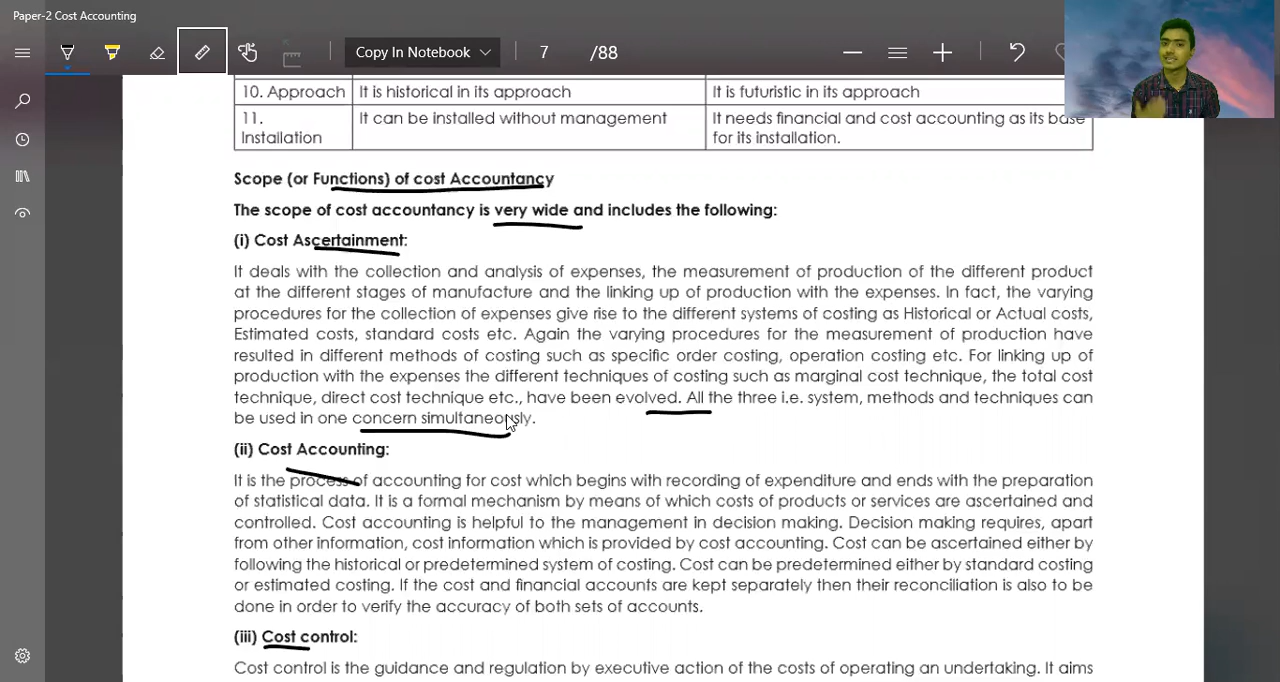 Paper-2 Cost Accounting
Copy In Notebook
7
/88
10. Approach
It is historical in its approach
It is futuristic in its approach
11.
Installation
It can be installed without management
It needs financial and cost accounting as its base
for its installation.
Scope (or Functions) of cost Accountancy
The scope of cost accountancy is very wide and includes the following:
(i) Cost Ascertainment:
It deals with the collection and analysis of expenses, the measurement of production of the different product
at the different stages of manufacture and the linking up of production with the expenses. In fact, the varying
procedures for the collection of expenses give rise to the different systems of costing as Historical or Actual costs,
Estimated costs, standard costs etc. Again the varying procedures for the measurement of production have
resulted in different methods of costing such as specific order costing, operation costing etc. For linking up of
production with the expenses the different techniques of costing such as marginal cost technique, the total cost
technique, direct cost technique etc., have been evolved. All the three i.e. system, methods and techniques can
be used in one concern simultaneously.
(ii) Cost Accounting:
It is the process of accounting for cost which begins with recording of expenditure and ends with the preparation
of statistical data. It is a formal mechanism by means of which costs of products or services are ascertained and
controlled. Cost accounting is helpful to the management in decision making. Decision making requires, apart
from other information, cost information which is provided by cost accounting. Cost can be ascertained either by
following the historical or predetermined system of costing. Cost can be predetermined either by standard costing
or estimated costing. If the cost and financial accounts are kept separately then their reconciliation is also to be
done in order to verify the accuracy of both sets of accounts.
(iii) Cost control:
Cost control is the guidance and regulation by executive action of the costs of operating an undertaking. It aims